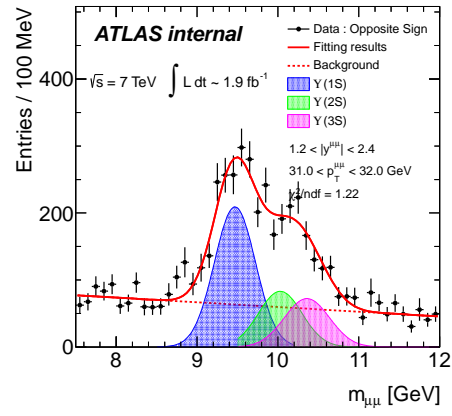 ATLAS internal
√s = 7 TeV ∫ L dt ~ 1.9 fb⁻¹
Data : Opposite Sign
Fitting results
Background
ϒ(1S)
ϒ(2S)
ϒ(3S)
1.2 < |y^μμ| < 2.4
31.0 < p_T^μμ < 32.0 GeV
χ²/ndf = 1.22
Entries / 100 MeV
400
200
0
8 9 10 11 12
m_μμ [GeV]